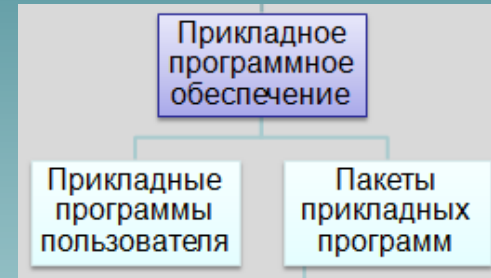 Прикладное
программное
обеспечение
Прикладные
программы
пользователя
Пакеты
прикладных
программ